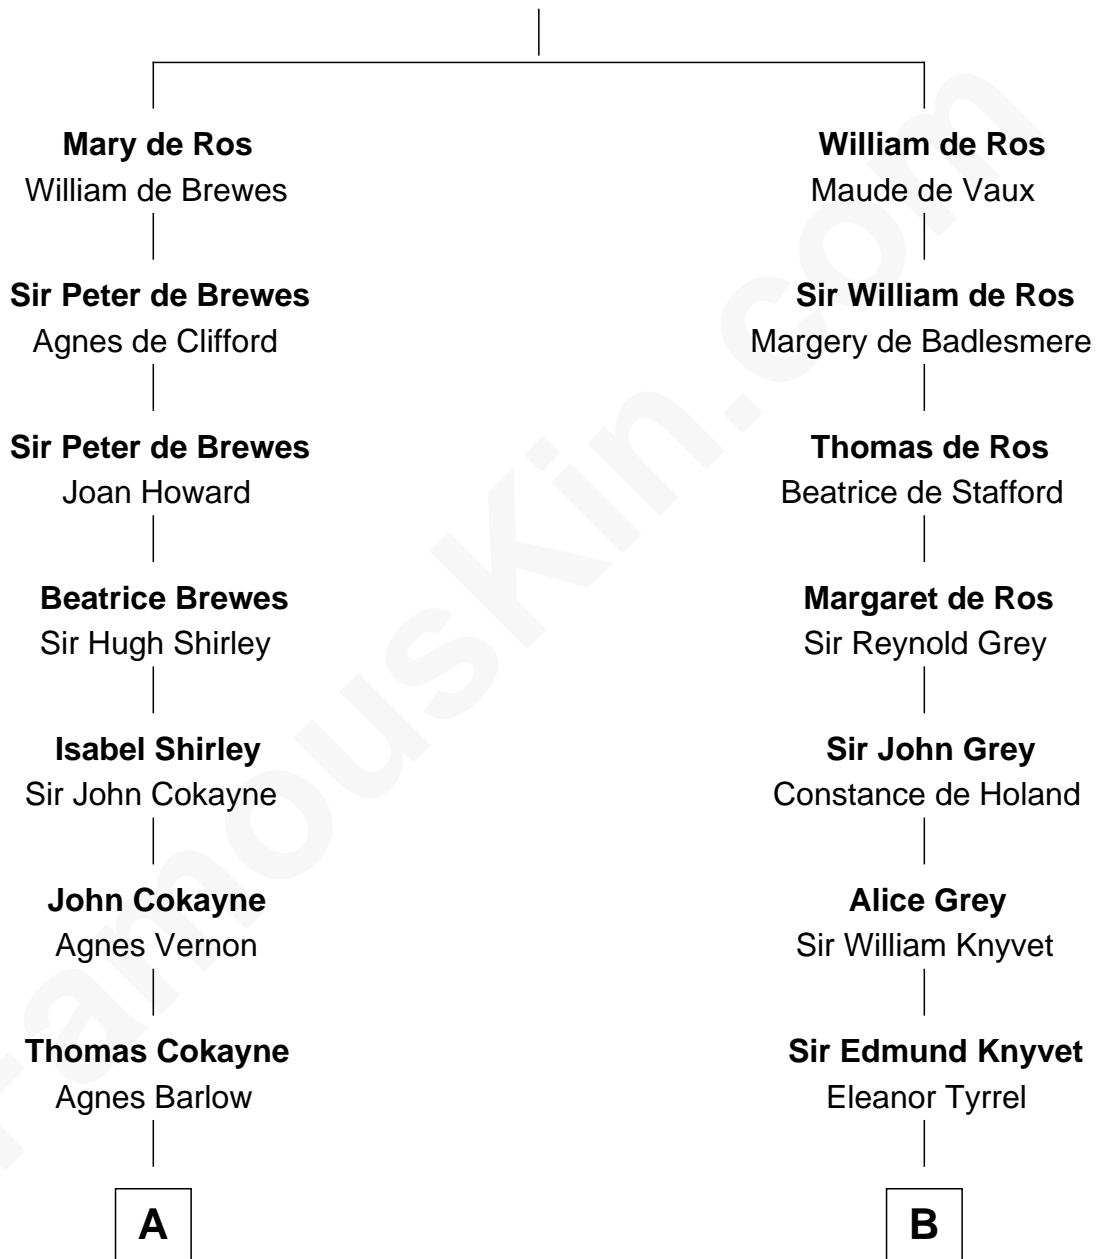 Mary de Ros
William de Brewes
Sir Peter de Brewes
Agnes de Clifford
Sir Peter de Brewes
Joan Howard
Beatrice Brewes
Sir Hugh Shirley
Isabel Shirley
Sir John Cokayne
John Cokayne
Agnes Vernon
Thomas Cokayne
Agnes Barlow
A
William de Ros
Maude de Vaux
Sir William de Ros
Margery de Badlesmere
Thomas de Ros
Beatrice de Stafford
Margaret de Ros
Sir Reynold Grey
Sir John Grey
Constance de Holand
Alice Grey
Sir William Knyvet
Sir Edmund Knyvet
Eleanor Tyrrel
B
FamousKin.com